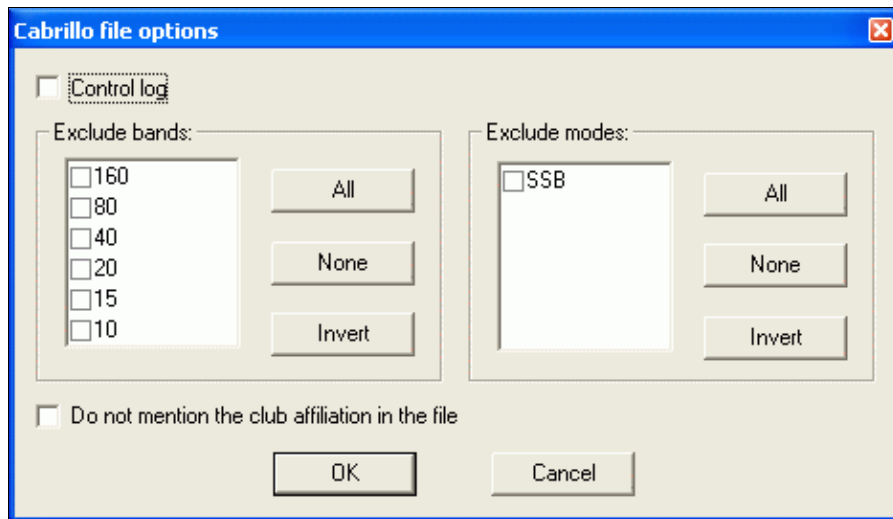 Cabrillo file options
Control log
Exclude bands:
160
80
40
20
15
10
All
None
Invert
Exclude modes:
SSB
All
None
Invert
Do not mention the club affiliation in the file
OK
Cancel